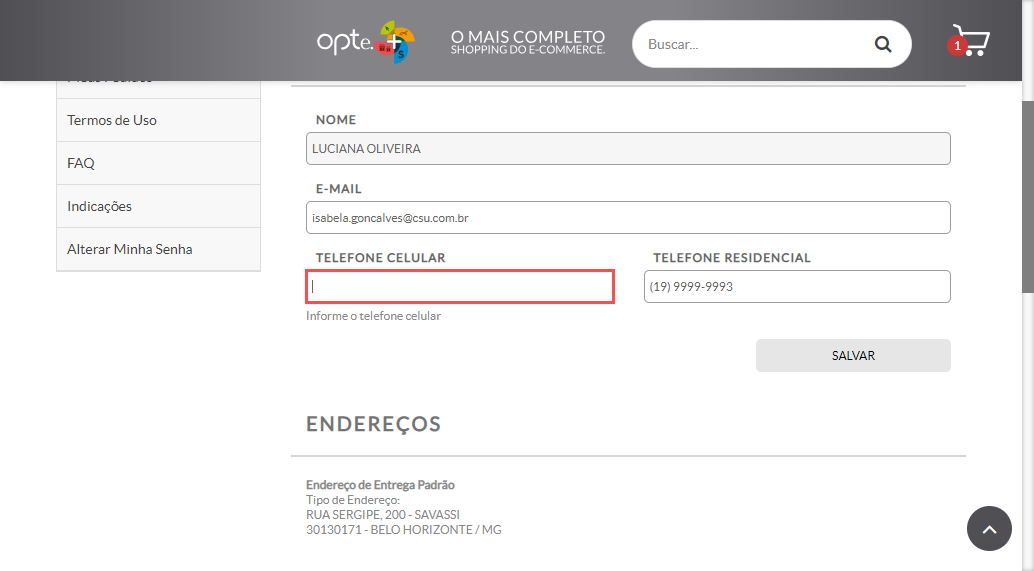 opte.+
O MAIS COMPLETO
SHOPPING DO E-COMMERCE.
Buscar...
1
Termos de Uso
FAQ
Indicações
Alterar Minha Senha
NOME
LUCIANA OLIVEIRA
E-MAIL
isabela.goncalves@csu.com.br
TELEFONE CELULAR
TELEFONE RESIDENCIAL
(19) 9999-9993
Informe o telefone celular
SALVAR
ENDEREÇOS
Endereço de Entrega Padrão
Tipo de Endereço:
RUA SERGIPE, 200 - SAVASSI
30130171 - BELO HORIZONTE / MG